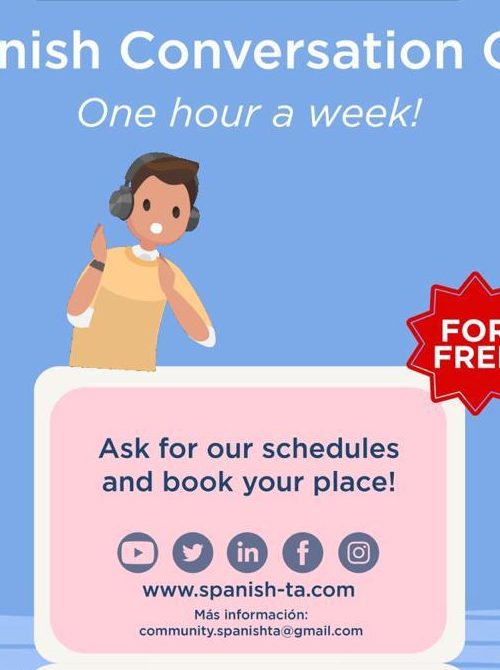 nish Conversation
One hour a week!
FOR
FREE
Ask for our schedules
and book your place!
www.spanish-ta.com
Más información:
community.spanishta@gmail.com